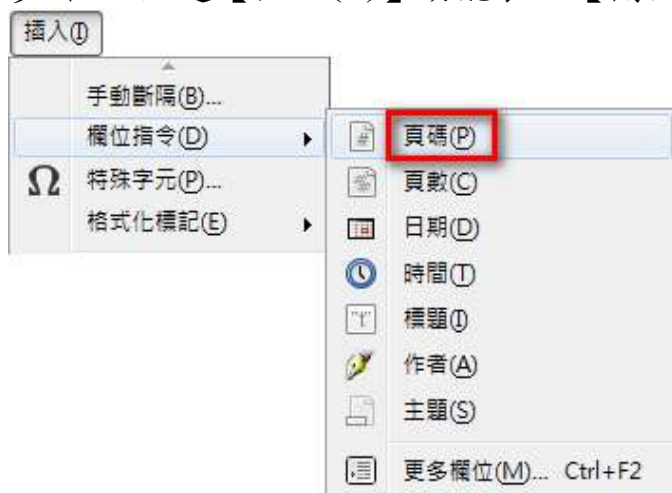 插入(I)
手動斷隔(B)...
欄位指令(D)
特殊字元(P)...
格式化標記(E)
頁碼(P)
頁數(C)
日期(D)
時間(T)
標題(I)
作者(A)
主題(S)
更多欄位(M)... Ctrl+F2